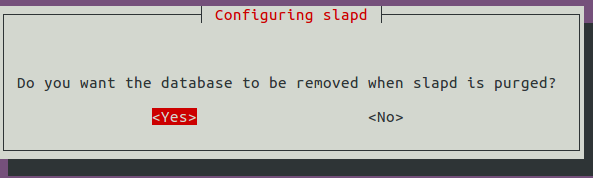 Configuring slapd
Do you want the database to be removed when slapd is purged?
<Yes> <No>